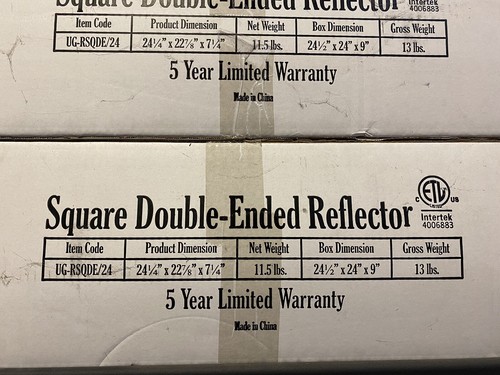 Square Double-Ended Reflector
Intertek
4006883
Item Code Product Dimension Net Weight Box Dimension Gross Weight
UG-RSQDE/24 24¼" x 22⅞" x 7¼" 11.5 lbs. 24½" x 24" x 9" 13 lbs.
5 Year Limited Warranty
Made in China
Square Double-Ended Reflector
C ETL US
Intertek
4006883
Item Code Product Dimension Net Weight Box Dimension Gross Weight
UG-RSQDE/24 24¼" x 22⅞" x 7¼" 11.5 lbs. 24½" x 24" x 9" 13 lbs.
5 Year Limited Warranty
Made in China